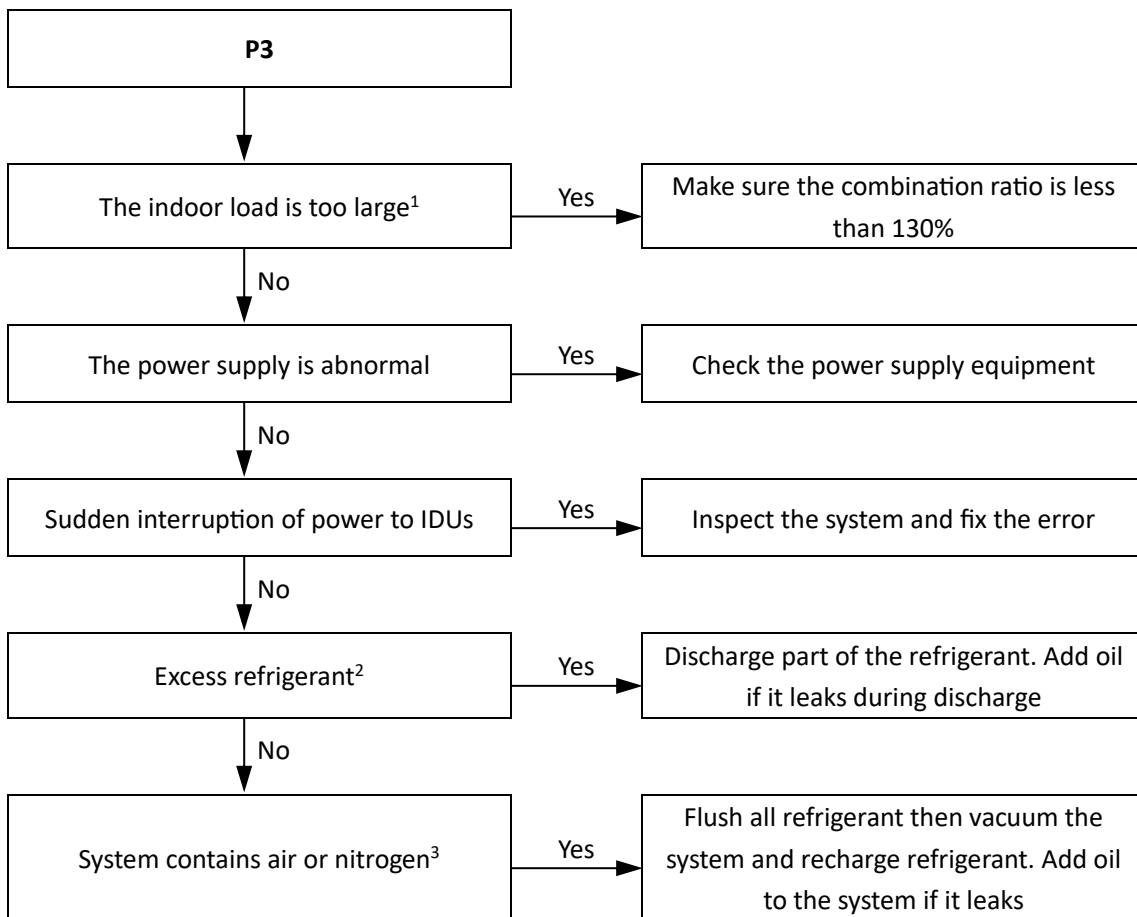 P3
The indoor load is too large¹
Yes
Make sure the combination ratio is less
than 130%
No
The power supply is abnormal
Yes
Check the power supply equipment
No
Sudden interruption of power to IDUs
Yes
Inspect the system and fix the error
No
Excess refrigerant²
Yes
Discharge part of the refrigerant. Add oil
if it leaks during discharge
No
System contains air or nitrogen³
Yes
Flush all refrigerant then vacuum the
system and recharge refrigerant. Add oil
to the system if it leaks